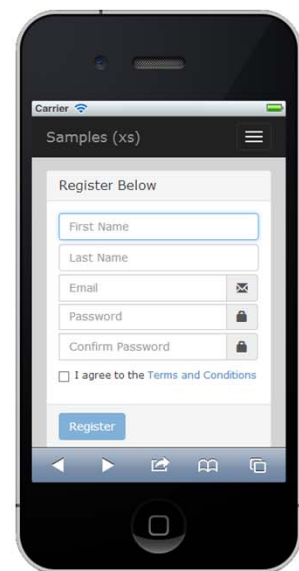 Carrier
Samples (xs)
Register Below
First Name
Last Name
Email
Password
Confirm Password
I agree to the Terms and Conditions
Register